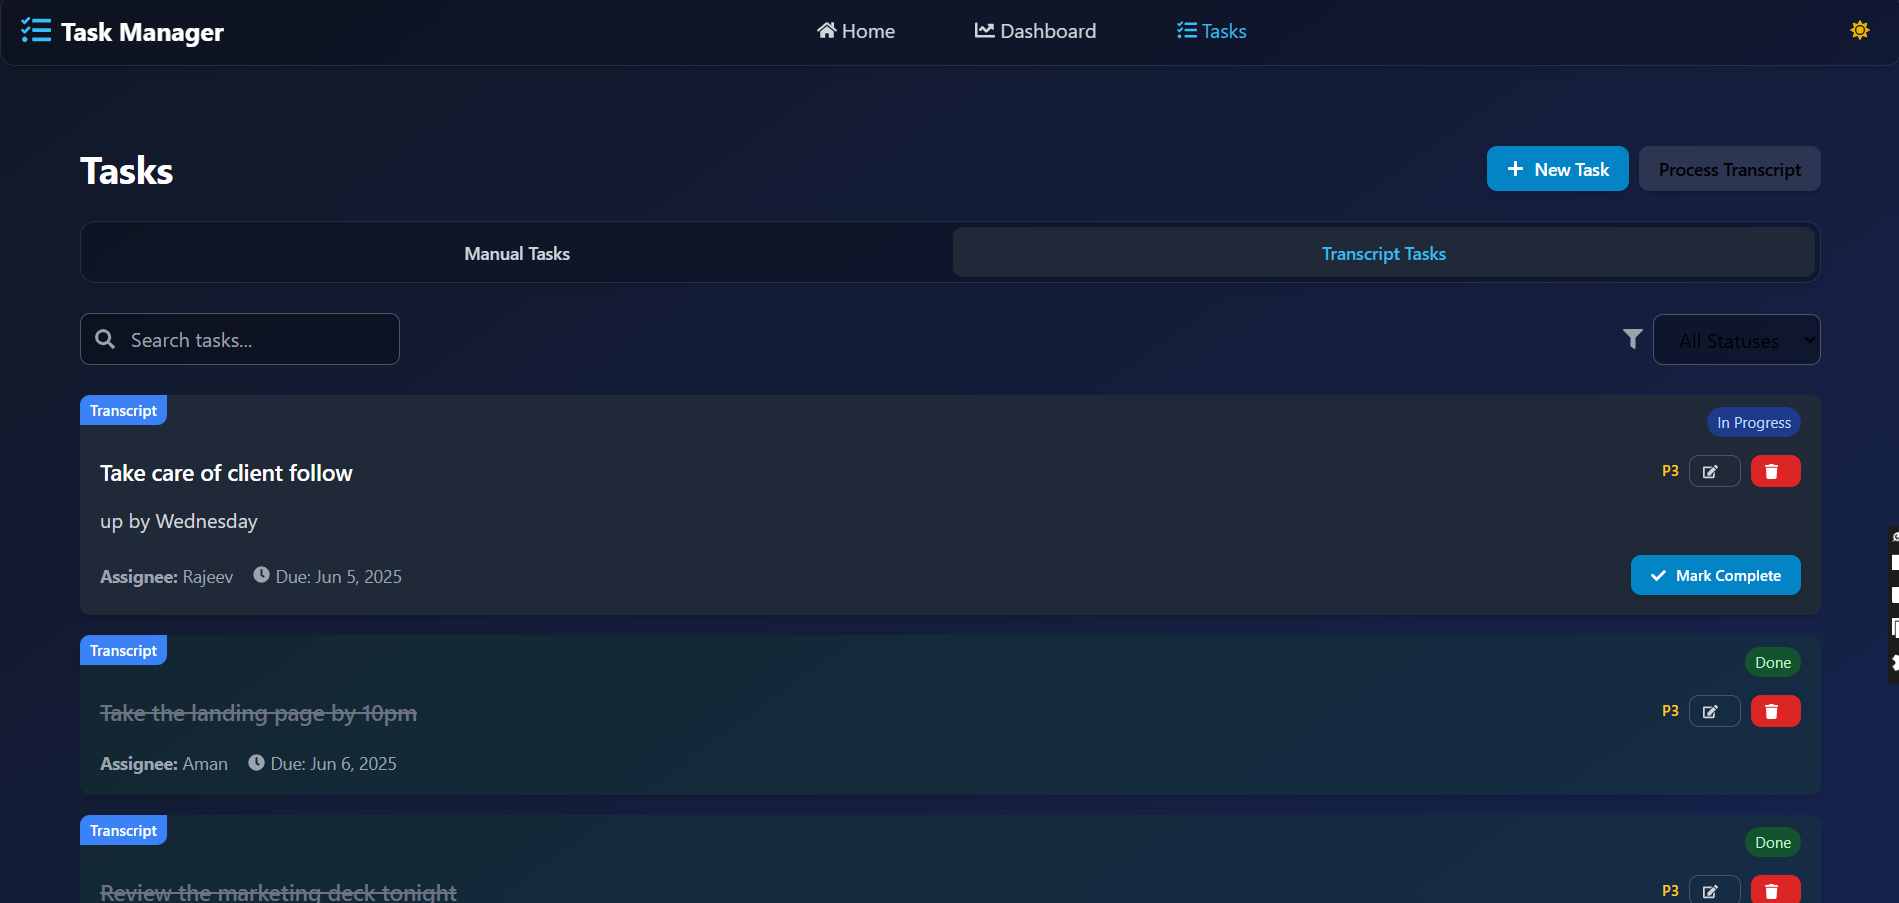 Task Manager
Home
Dashboard
Tasks
Tasks
New Task
Process Transcript
Manual Tasks
Transcript Tasks
Search tasks...
All Statuses
Transcript
In Progress
Take care of client follow
P3
up by Wednesday
Assignee: Rajeev
Due: Jun 5, 2025
Mark Complete
Transcript
Done
Take the landing page by 10pm
P3
Assignee: Aman
Due: Jun 6, 2025
Transcript
Done
Review the marketing deck tonight
P3